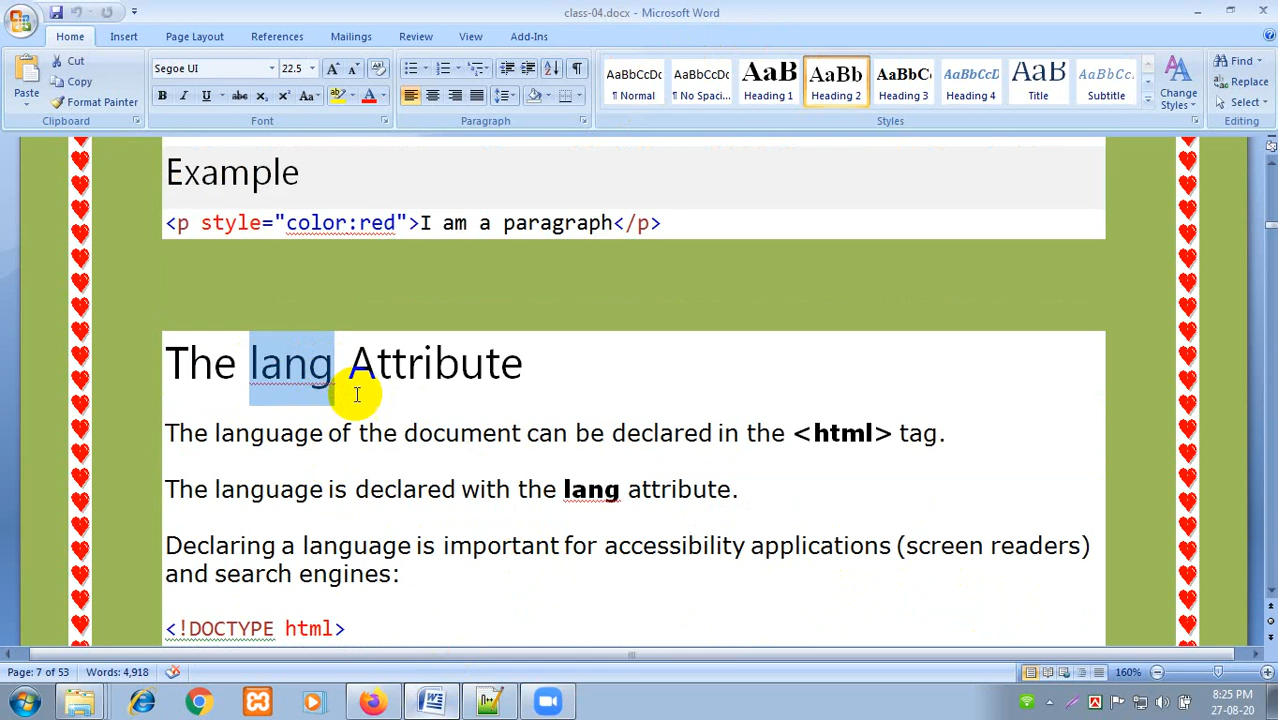 class-04.docx - Microsoft Word
Home Insert Page Layout References Mailings Review View Add-Ins
Paste
Cut
Copy
Format Painter
Clipboard
Segoe UI 22.5
Font
Paragraph
AaBbCcDc AaBbCcDc AaB AaBb AaBbC AaBbCcD AaB AaBbCcD
¶ Normal ¶ No Spaci... Heading 1 Heading 2 Heading 3 Heading 4 Title Subtitle
Change Styles
Styles
Find
Replace
Select
Editing
Example
<p style="color:red">I am a paragraph</p>
The lang Attribute
The language of the document can be declared in the <html> tag.
The language is declared with the lang attribute.
Declaring a language is important for accessibility applications (screen readers)
and search engines:
<!DOCTYPE html>
Page: 7 of 53 Words: 4,918 160%
8:25 PM
27-08-20